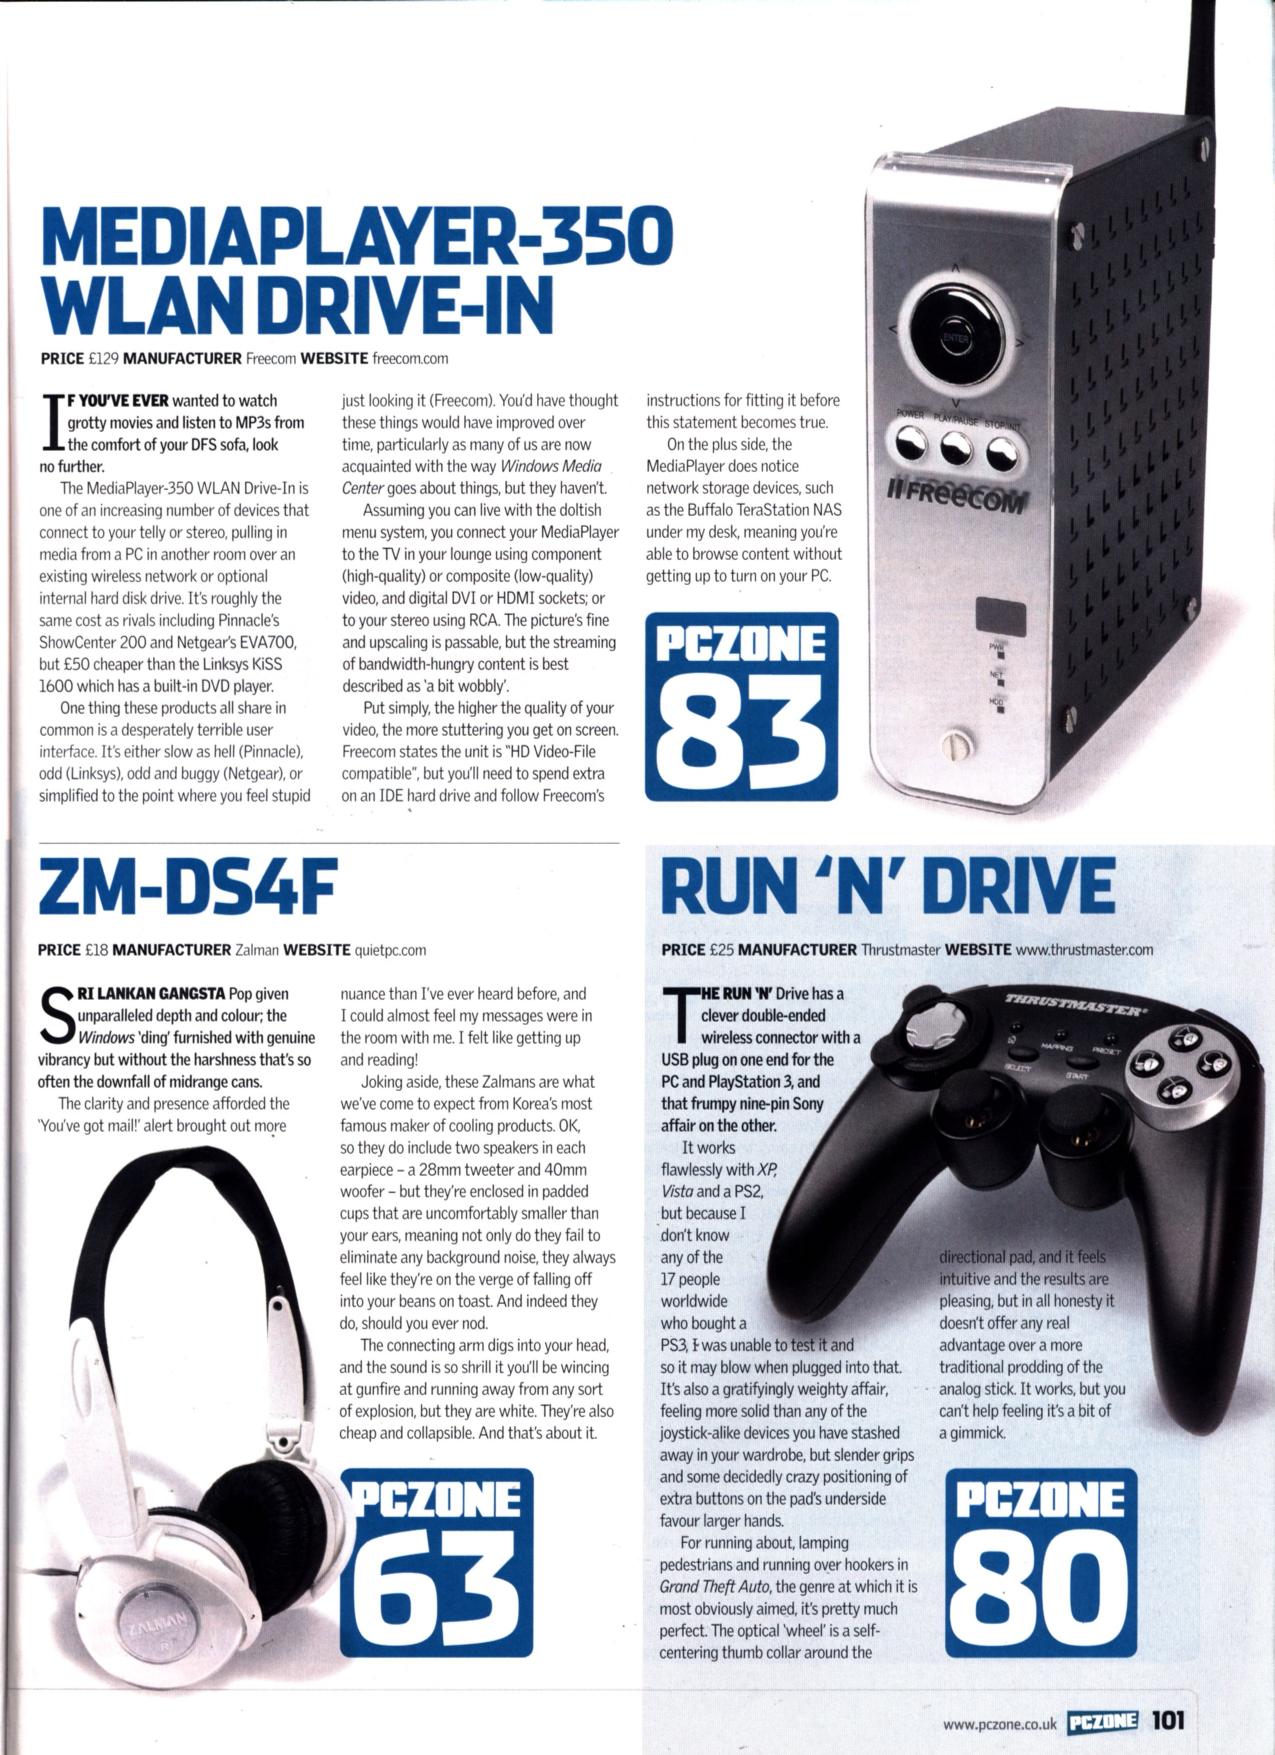 MEDIAPLAYER-350
WLAN DRIVE-IN
PRICE £129 MANUFACTURER Freecom WEBSITE freecom.com
IF YOU'VE EVER wanted to watch
grotty movies and listen to MP3s from
the comfort of your DFS sofa, look
no further.
The MediaPlayer-350 WLAN Drive-In is
one of an increasing number of devices that
connect to your telly or stereo, pulling in
media from a PC in another room over an
existing wireless network or optional
internal hard disk drive. It's roughly the
same cost as rivals including Pinnacle's
ShowCenter 200 and Netgear's EVA700,
but £50 cheaper than the Linksys KiSS
1600 which has a built-in DVD player.
One thing these products all share in
common is a desperately terrible user
interface. It's either slow as hell (Pinnacle),
odd (Linksys), odd and buggy (Netgear), or
simplified to the point where you feel stupid
just looking it (Freecom). You'd have thought
these things would have improved over
time, particularly as many of us are now
acquainted with the way Windows Media
Center goes about things, but they haven't.
Assuming you can live with the doltish
menu system, you connect your MediaPlayer
to the TV in your lounge using component
(high-quality) or composite (low-quality)
video, and digital DVI or HDMI sockets; or
to your stereo using RCA. The picture's fine
and upscaling is passable, but the streaming
of bandwidth-hungry content is best
described as 'a bit wobbly'.
Put simply, the higher the quality of your
video, the more stuttering you get on screen.
Freecom states the unit is "HD Video-File
compatible", but you'll need to spend extra
on an IDE hard drive and follow Freecom's
instructions for fitting it before
this statement becomes true.
On the plus side, the
MediaPlayer does notice
network storage devices, such
as the Buffalo TeraStation NAS
under my desk, meaning you're
able to browse content without
getting up to turn on your PC.
PCZONE
83
ENTER
POWER PLAY/PAUSE STOP/INIT
FREECOM
PWR
NET
HDD
ZM-DS4F
PRICE £18 MANUFACTURER Zalman WEBSITE quietpc.com
SRI LANKAN GANGSTA Pop given
unparalleled depth and colour; the
Windows 'ding' furnished with genuine
vibrancy but without the harshness that's so
often the downfall of midrange cans.
The clarity and presence afforded the
'You've got mail!' alert brought out more
nuance than I've ever heard before, and
I could almost feel my messages were in
the room with me. I felt like getting up
and reading!
Joking aside, these Zalmans are what
we've come to expect from Korea's most
famous maker of cooling products. OK,
so they do include two speakers in each
earpiece – a 28mm tweeter and 40mm
woofer – but they're enclosed in padded
cups that are uncomfortably smaller than
your ears, meaning not only do they fail to
eliminate any background noise, they always
feel like they're on the verge of falling off
into your beans on toast. And indeed they
do, should you ever nod.
The connecting arm digs into your head,
and the sound is so shrill it you'll be wincing
at gunfire and running away from any sort
of explosion, but they are white. They're also
cheap and collapsible. And that's about it.
ZALMAN
R
PCZONE
63
RUN 'N' DRIVE
PRICE £25 MANUFACTURER Thrustmaster WEBSITE www.thrustmaster.com
THE RUN 'N' Drive has a
clever double-ended
wireless connector with a
USB plug on one end for the
PC and PlayStation 3, and
that frumpy nine-pin Sony
affair on the other.
It works
flawlessly with XP,
Vista and a PS2,
but because I
don't know
any of the
17 people
worldwide
who bought a
PS3, I was unable to test it and
so it may blow when plugged into that.
It's also a gratifyingly weighty affair,
feeling more solid than any of the
joystick-alike devices you have stashed
away in your wardrobe, but slender grips
and some decidedly crazy positioning of
extra buttons on the pad's underside
favour larger hands.
For running about, lamping
pedestrians and running over hookers in
Grand Theft Auto, the genre at which it is
most obviously aimed, it's pretty much
perfect. The optical 'wheel' is a self-
centering thumb collar around the
directional pad, and it feels
intuitive and the results are
pleasing, but in all honesty it
doesn't offer any real
advantage over a more
traditional prodding of the
analog stick. It works, but you
can't help feeling it's a bit of
a gimmick.
THRUSTMASTER®
MAPPING PRESET
SELECT START
PCZONE
80
www.pczone.co.uk PCZONE 101